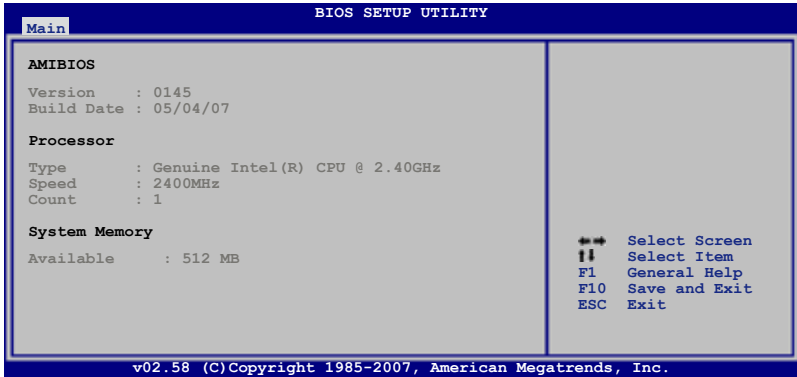 BIOS SETUP UTILITY
Main
AMIBIOS
Version : 0145
Build Date : 05/04/07
Processor
Type : Genuine Intel(R) CPU @ 2.40GHz
Speed : 2400MHz
Count : 1
System Memory
Available : 512 MB
←→ Select Screen
↑↓ Select Item
F1 General Help
F10 Save and Exit
ESC Exit
v02.58 (C)Copyright 1985-2007, American Megatrends, Inc.